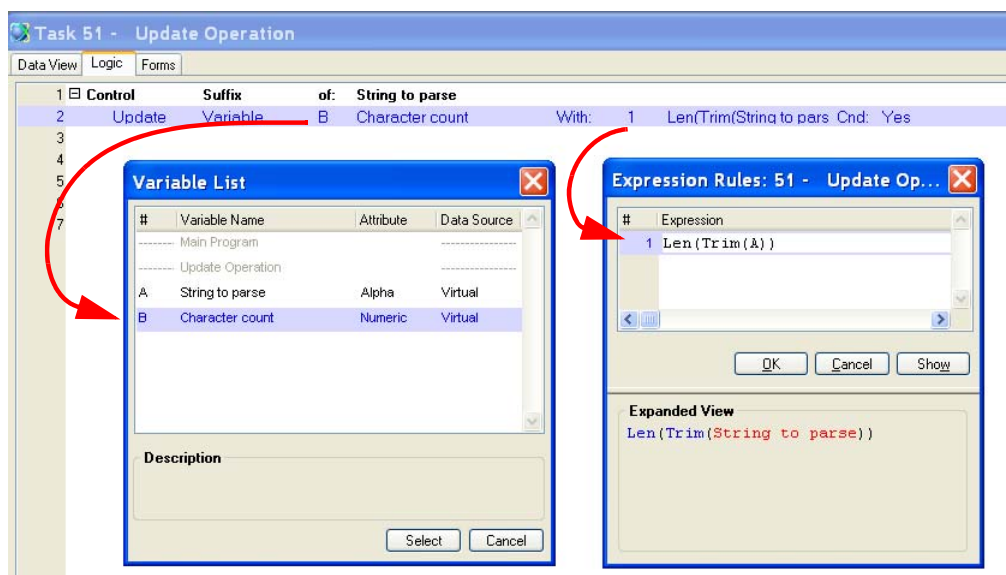 Task 51 - Update Operation
Data View Logic Forms
1 Control Suffix of: String to parse
2 Update Variable B Character count With: 1 Len(Trim(String to pars Cnd: Yes
3
4
5
7
Variable List
# Variable Name Attribute Data Source
Main Program
Update Operation
A String to parse Alpha Virtual
B Character count Numeric Virtual
Description
Select Cancel
Expression Rules: 51 - Update Op...
# Expression
1 Len(Trim(A))
OK Cancel Show
Expanded View
Len(Trim(String to parse))